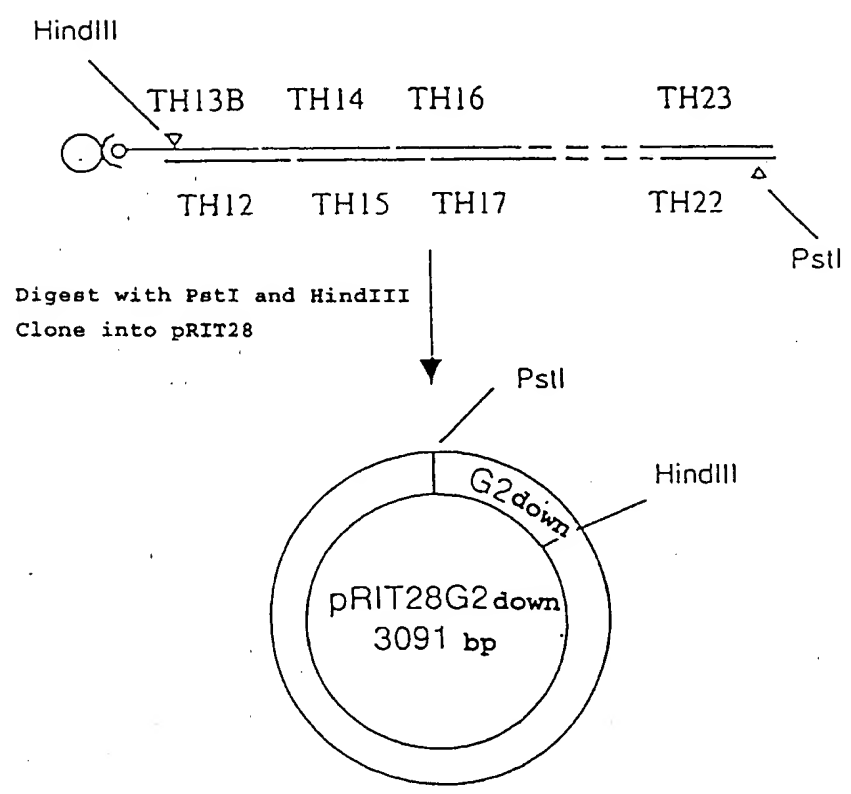 HindIII
TH13B TH14 TH16 TH23
TH12 TH15 TH17 TH22
PstI
Digest with PstI and HindIII
Clone into pRIT28
PstI
HindIII
G2down
pRIT28G2down
3091 bp